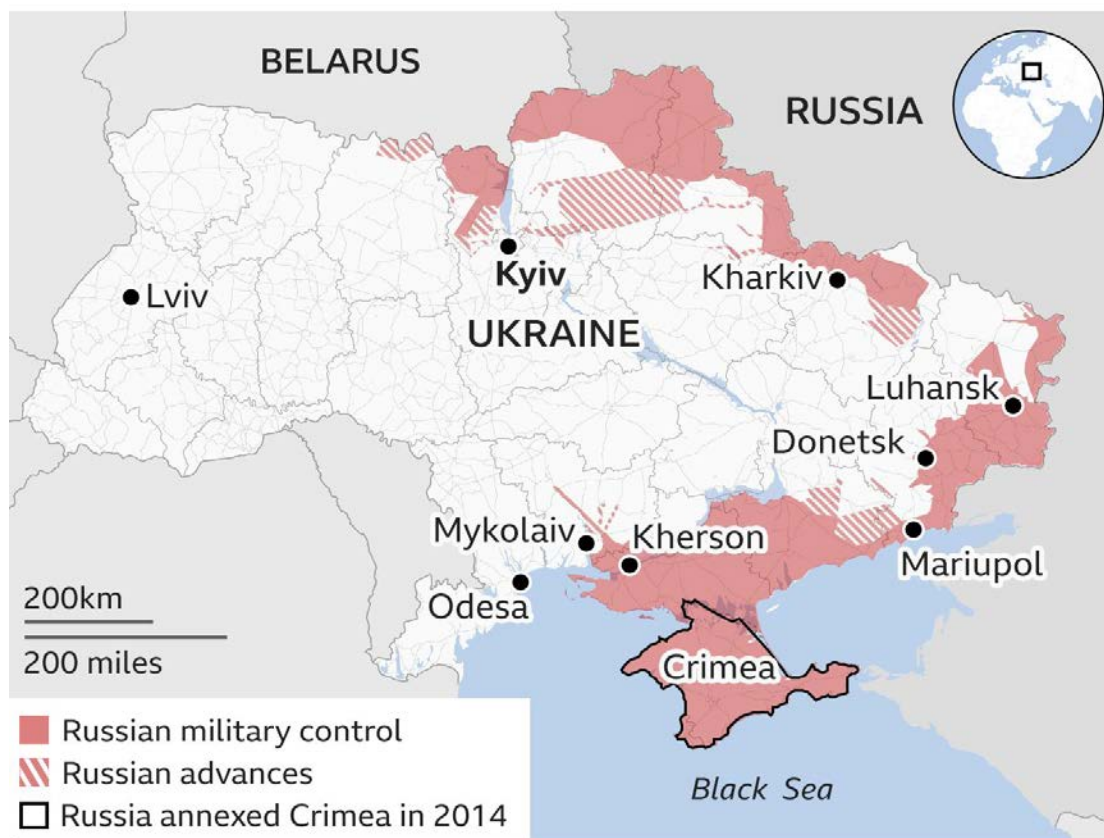 BELARUS
RUSSIA
Kyiv
Kharkiv
Lviv
UKRAINE
Luhansk
Donetsk
Mykolaiv
Kherson
Mariupol
Odesa
200km
200 miles
Crimea
Russian military control
Russian advances
Black Sea
Russia annexed Crimea in 2014